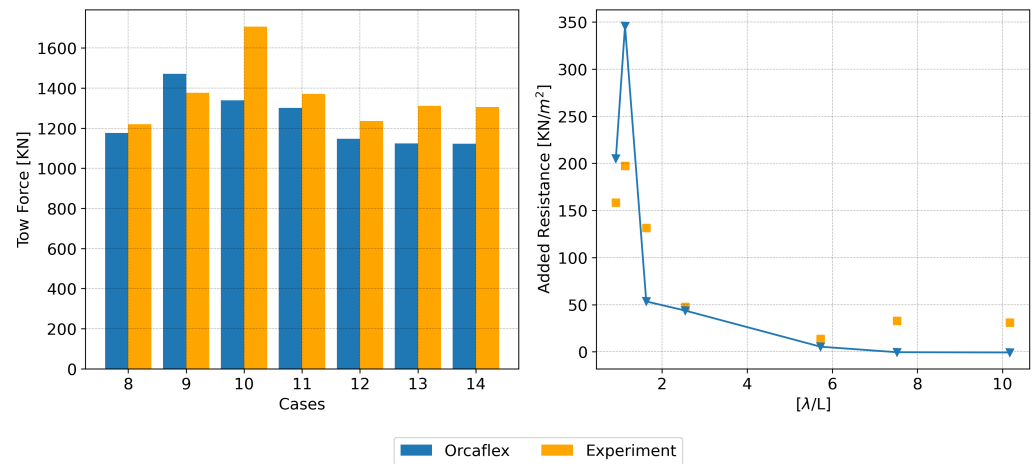 Tow Force [KN]
1600
1400
1200
1000
800
600
400
200
0
8 9 10 11 12 13 14
Cases
Added Resistance [KN/m²]
350
300
250
200
150
100
50
0
2 4 6 8 10
[λ/L]
Orcaflex Experiment